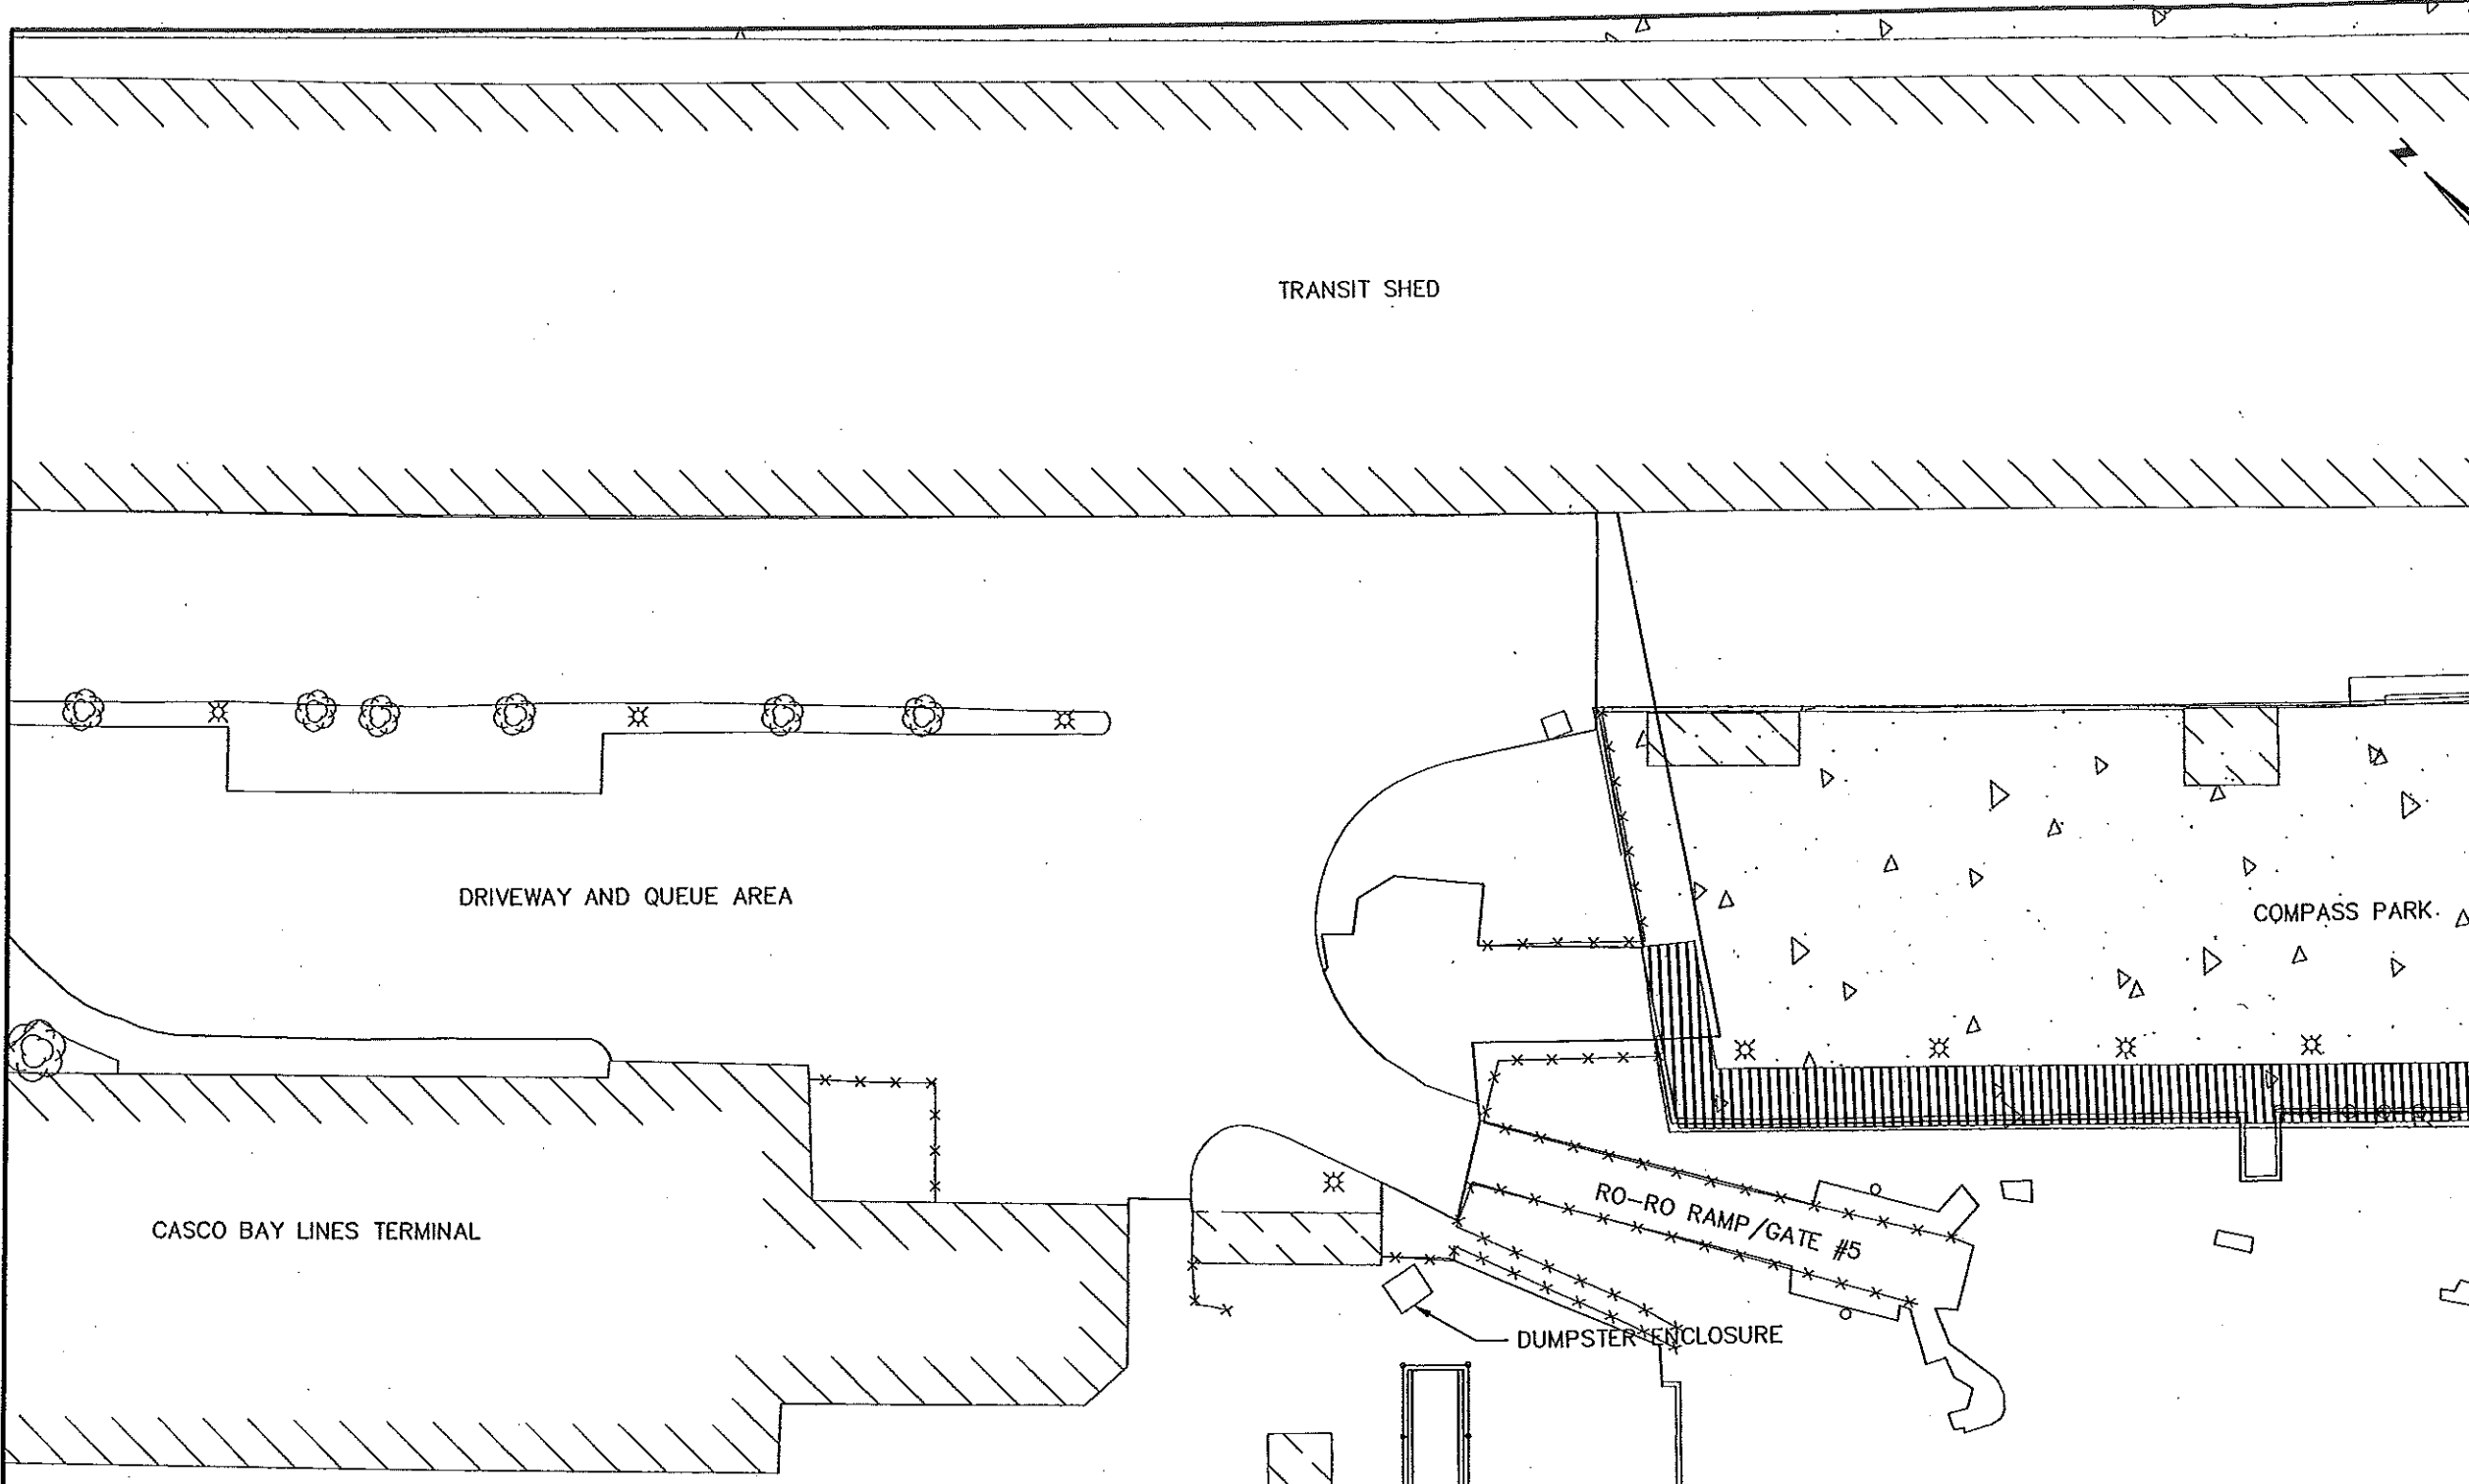 N
TRANSIT SHED
DRIVEWAY AND QUEUE AREA
COMPASS PARK
RO-RO RAMP/GATE #5
CASCO BAY LINES TERMINAL
DUMPSTER ENCLOSURE